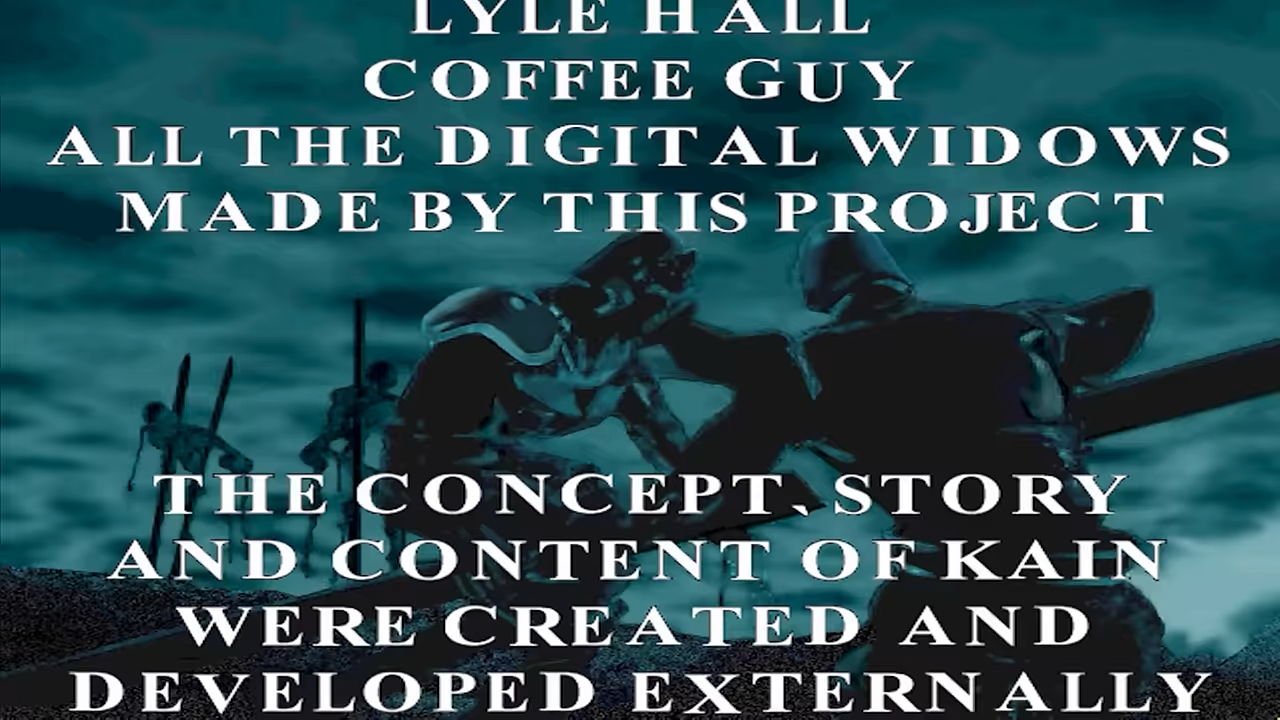 LYLE HALL
COFFEE GUY
ALL THE DIGITAL WIDOWS
MADE BY THIS PROJECT
THE CONCEPT, STORY
AND CONTENT OF KAIN
WERE CREATED AND
DEVELOPED EXTERNALLY